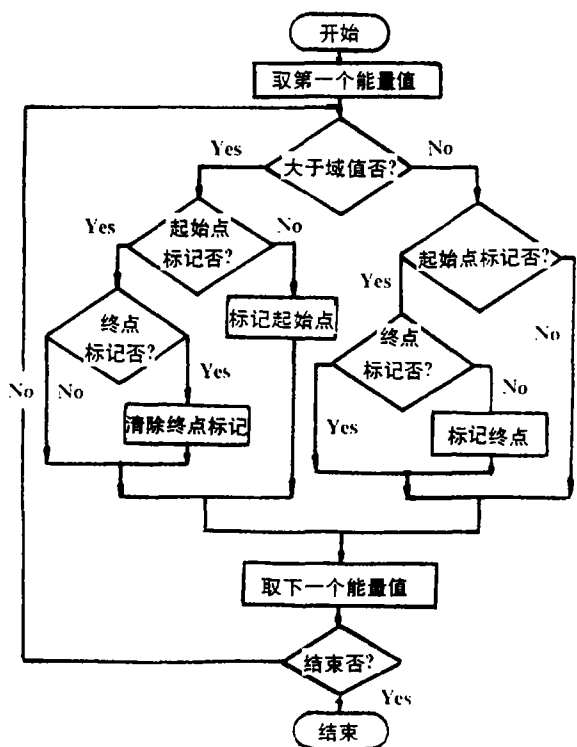 开始
取第一个能量值
Yes
大于域值否?
No
Yes
起始点
标记否?
No
起始点标记否?
Yes
标记起始点
终点
标记否?
终点
标记否?
No
No
No
Yes
No
清除终点标记
Yes
标记终点
取下一个能量值
结束否?
Yes
结束